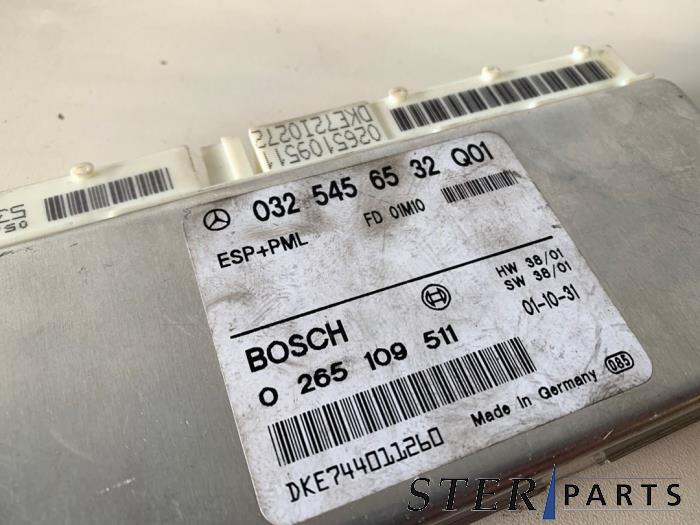 0265109511
DKE72I0272
032 545 65 32 Q01
ESP+PML
FD 01M10
HW 38/01
SW 38/01
01-10-31
BOSCH
0 265 109 511
DKE744011260
Made In Germany
085
STER PARTS